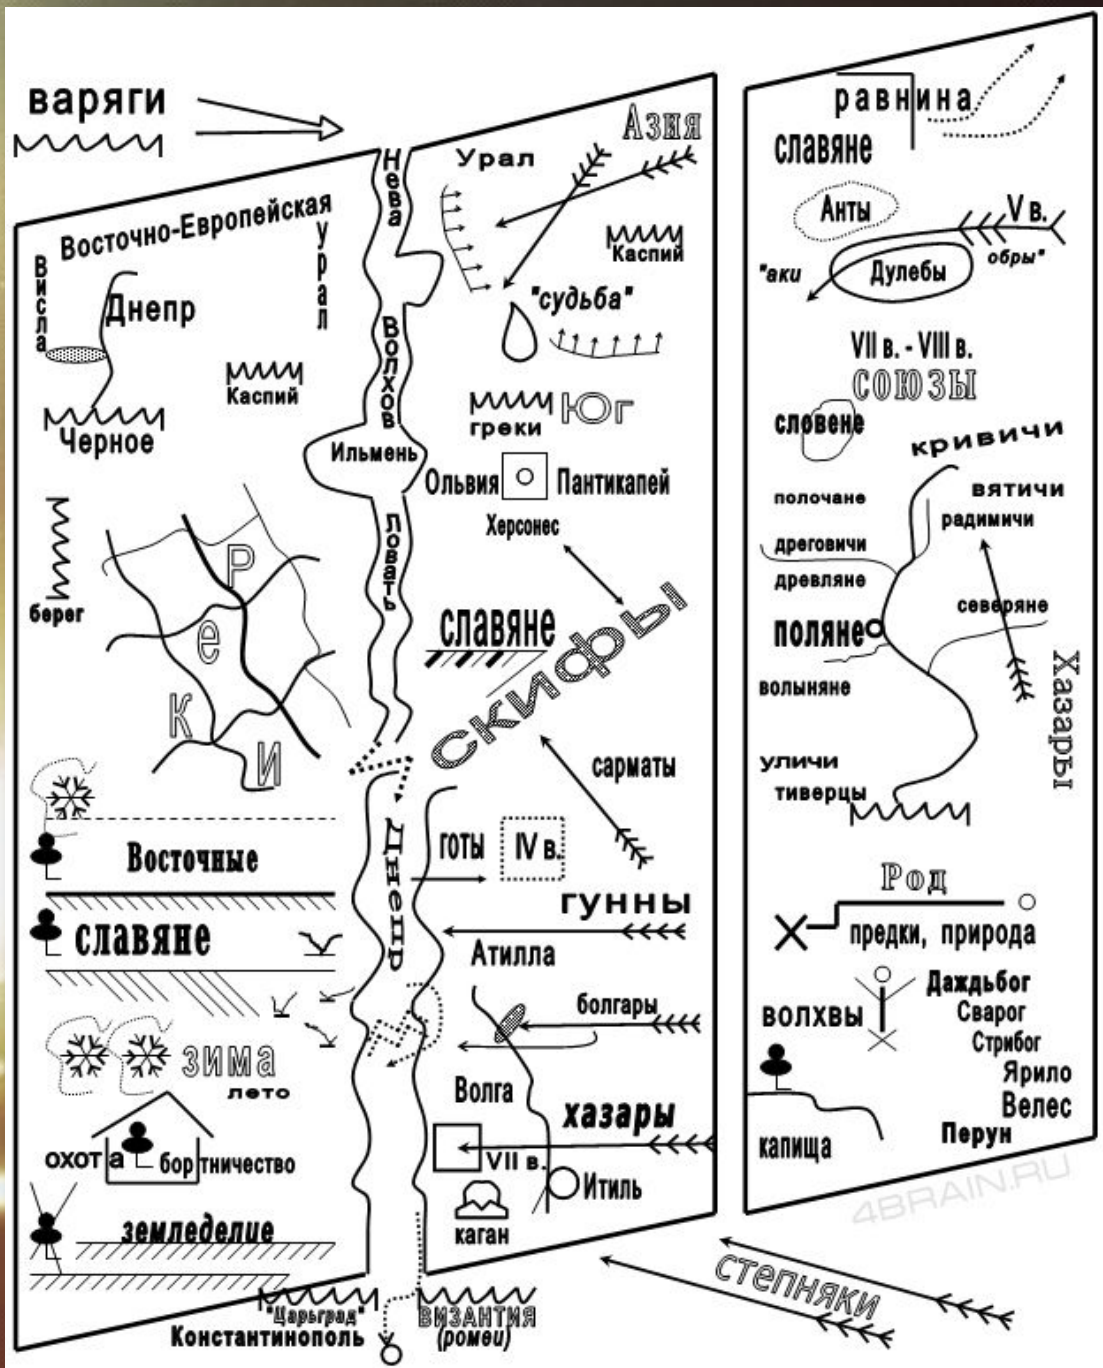 варяги
Восточно-Европейская
Висла
Днепр
Урал
Каспий
Черное
берег
Реки
Восточные
славяне
зима
лето
охота
бортничество
земледелие
"Царьград"
Константинополь
Нева
Волхов
Ильмень
Ловать
Днепр
ВИЗАНТИЯ
(ромеи)
Азия
Урал
Каспий
"судьба"
греки
Юг
Ольвия
Пантикапей
Херсонес
славяне
скифы
сарматы
готы
IV в.
гунны
Атилла
болгары
Волга
хазары
VII в.
Итиль
каган
равнина
славяне
Анты
V в.
"аки
Дулебы
обры"
VII в. - VIII в.
СОЮЗЫ
словене
кривичи
полочане
вятичи
радимичи
дреговичи
древляне
северяне
поляне
волыняне
Хазары
уличи
тиверцы
Род
предки, природа
волхвы
Даждьбог
Сварог
Стрибог
Ярило
Велес
Перун
капища
4BRAIN.RU
степняки